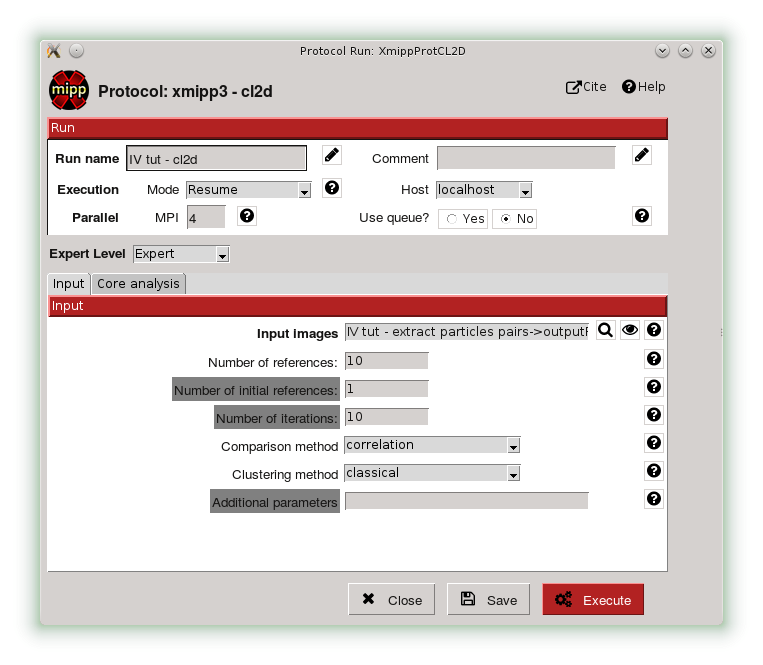 Protocol Run: XmippProtCL2D
mipp Protocol: xmipp3 - cl2d Cite Help
Run
Run name IV tut - cl2d Comment
Execution Mode Resume Host localhost
Parallel MPI 4 Use queue? Yes No
Expert Level Expert
Input Core analysis
Input
Input images IV tut - extract particles pairs->outputF
Number of references: 10
Number of initial references: 1
Number of iterations: 10
Comparison method correlation
Clustering method classical
Additional parameters
Close Save Execute